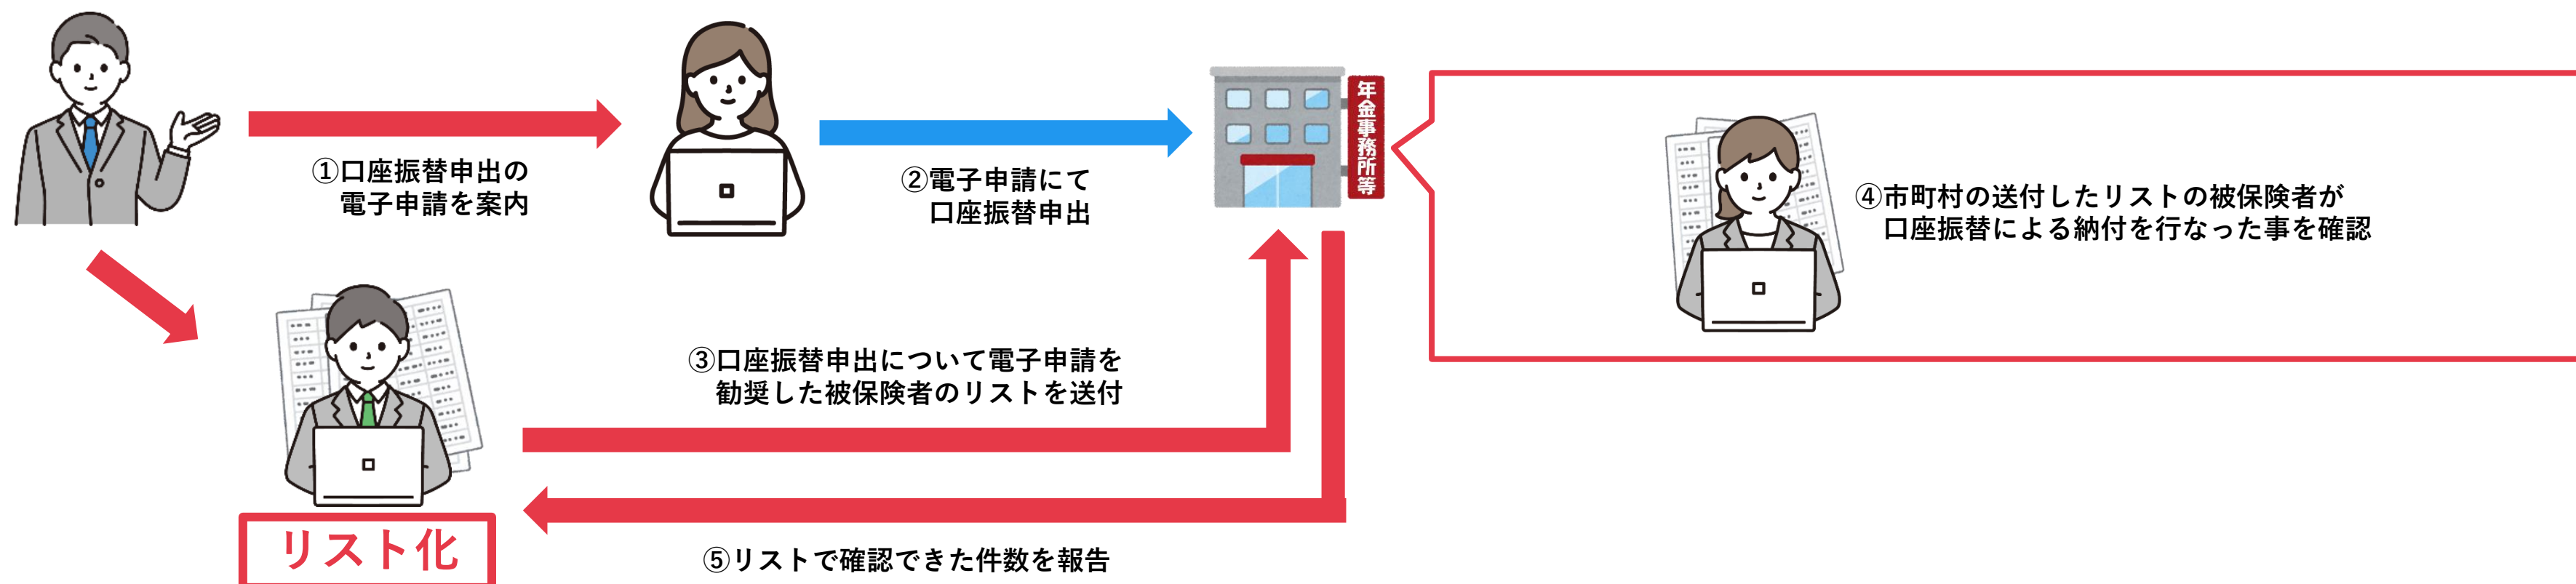 ①口座振替申出の
電子申請を案内
②電子申請にて
口座振替申出
年金事務所等
④市町村の送付したリストの被保険者が
口座振替による納付を行なった事を確認
③口座振替申出について電子申請を
勧奨した被保険者のリストを送付
リスト化
⑤リストで確認できた件数を報告